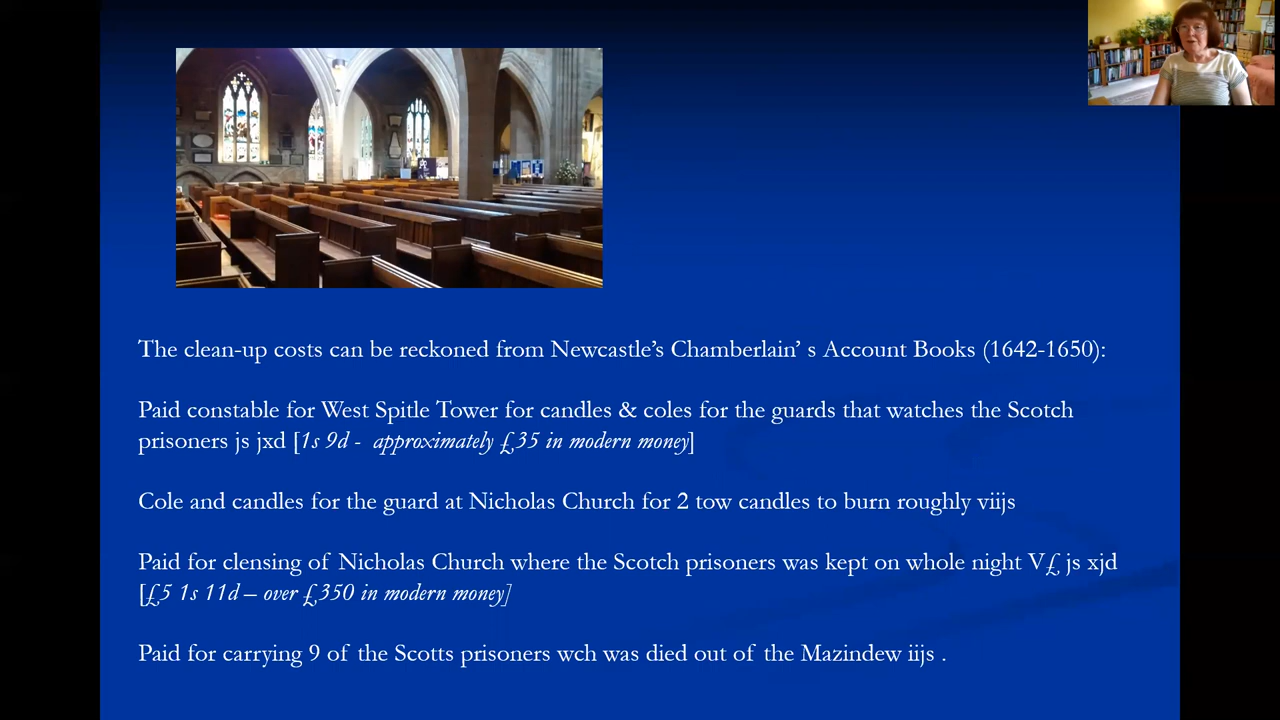 The clean-up costs can be reckoned from Newcastle's Chamberlain' s Account Books (1642-1650):
Paid constable for West Spitle Tower for candles & coles for the guards that watches the Scotch
prisoners js jxd [1s 9d - approximately £35 in modern money]
Cole and candles for the guard at Nicholas Church for 2 tow candles to burn roughly viijs
Paid for clensing of Nicholas Church where the Scotch prisoners was kept on whole night V£ js xjd
[£5 1s 11d – over £350 in modern money]
Paid for carrying 9 of the Scotts prisoners wch was died out of the Mazindew iijs .